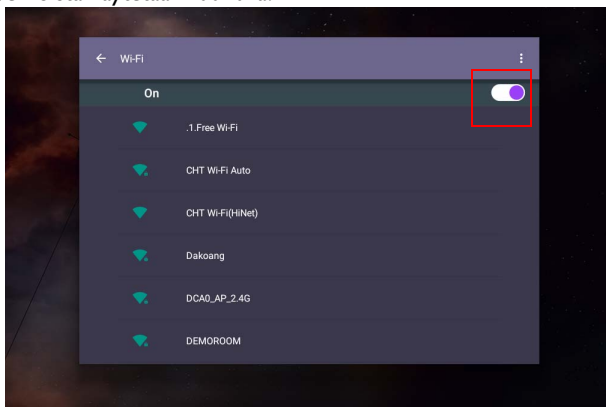 Wi-Fi
On
.1.Free Wi-Fi
CHT Wi-Fi Auto
CHT Wi-Fi(HiNet)
Dakoang
DCA0_AP_2.4G
DEMOROOM